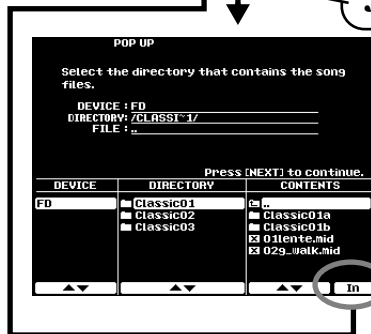 POP UP
Select the directory that contains the song
files.
DEVICE : FD
DIRECTORY: /CLASSI~1/
FILE : ..
Press [NEXT] to continue.
DEVICE DIRECTORY CONTENTS
FD Classic01 ..
Classic02 Classic01a
Classic03 Classic01b
01lente.mid
02g_walk.mid
In